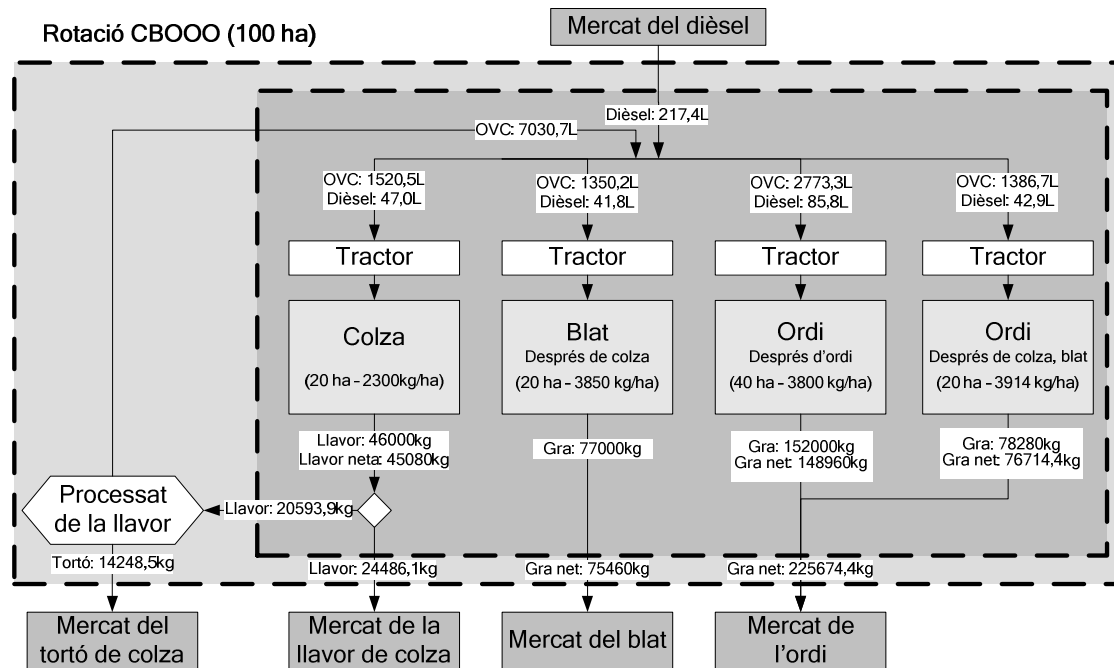 Rotació CBOOO (100 ha)
Mercat del dièsel
Dièsel: 217,4L
OVC: 7030,7L
OVC: 1520,5L
Dièsel: 47,0L
OVC: 1350,2L
Dièsel: 41,8L
OVC: 2773,3L
Dièsel: 85,8L
OVC: 1386,7L
Dièsel: 42,9L
Tractor
Tractor
Tractor
Tractor
Colza
(20 ha – 2300kg/ha)
Blat
Després de colza
(20 ha – 3850 kg/ha)
Ordi
Després d'ordi
(40 ha – 3800 kg/ha)
Ordi
Després de colza, blat
(20 ha – 3914 kg/ha)
Llavor: 46000kg
Llavor neta: 45080kg
Gra: 77000kg
Gra: 152000kg
Gra net: 148960kg
Gra: 78280kg
Gra net: 76714,4kg
Processat
de la llavor
Llavor: 20593,9kg
Tortó: 14248,5kg
Llavor: 24486,1kg
Gra net: 75460kg
Gra net: 225674,4kg
Mercat del
tortó de colza
Mercat de la
llavor de colza
Mercat del blat
Mercat de
l'ordi